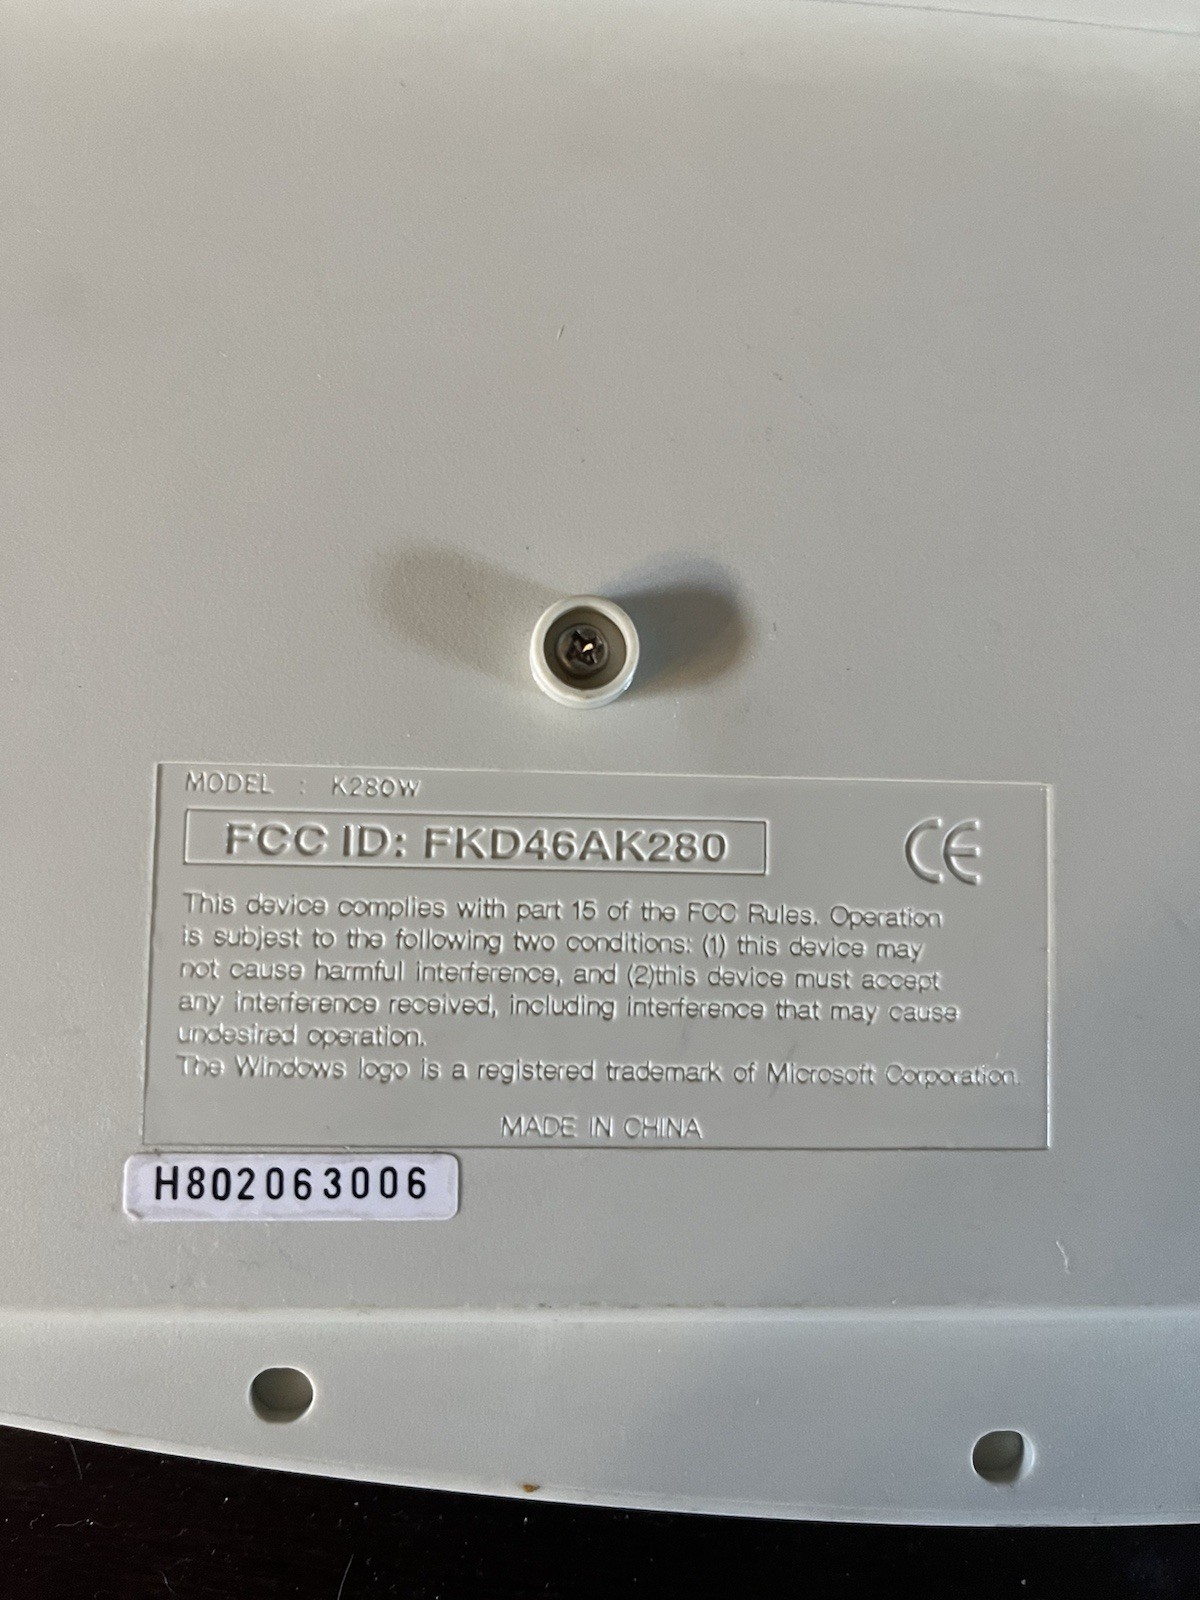 MODEL : K280W
FCC ID: FKD46AK280
CE
This device complies with part 15 of the FCC Rules. Operation
is subjest to the following two conditions: (1) this device may
not cause harmful interference, and (2)this device must accept
any interference received, including interference that may cause
undesired operation.
The Windows logo is a registered trademark of Microsoft Corporation.
MADE IN CHINA
H802063006